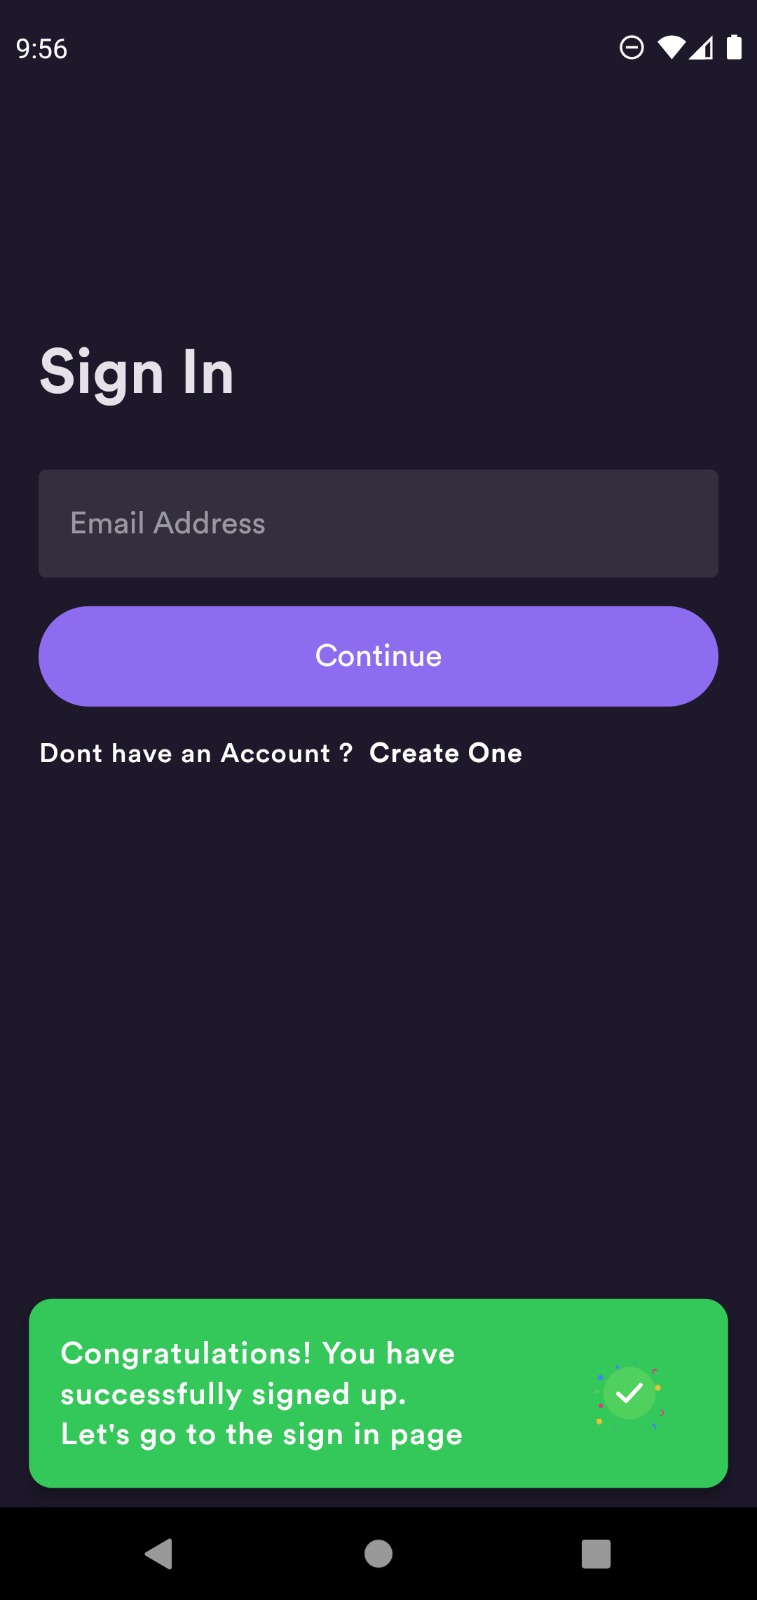 9:56
Sign In
Email Address
Continue
Dont have an Account ? Create One
Congratulations! You have
successfully signed up.
Let's go to the sign in page